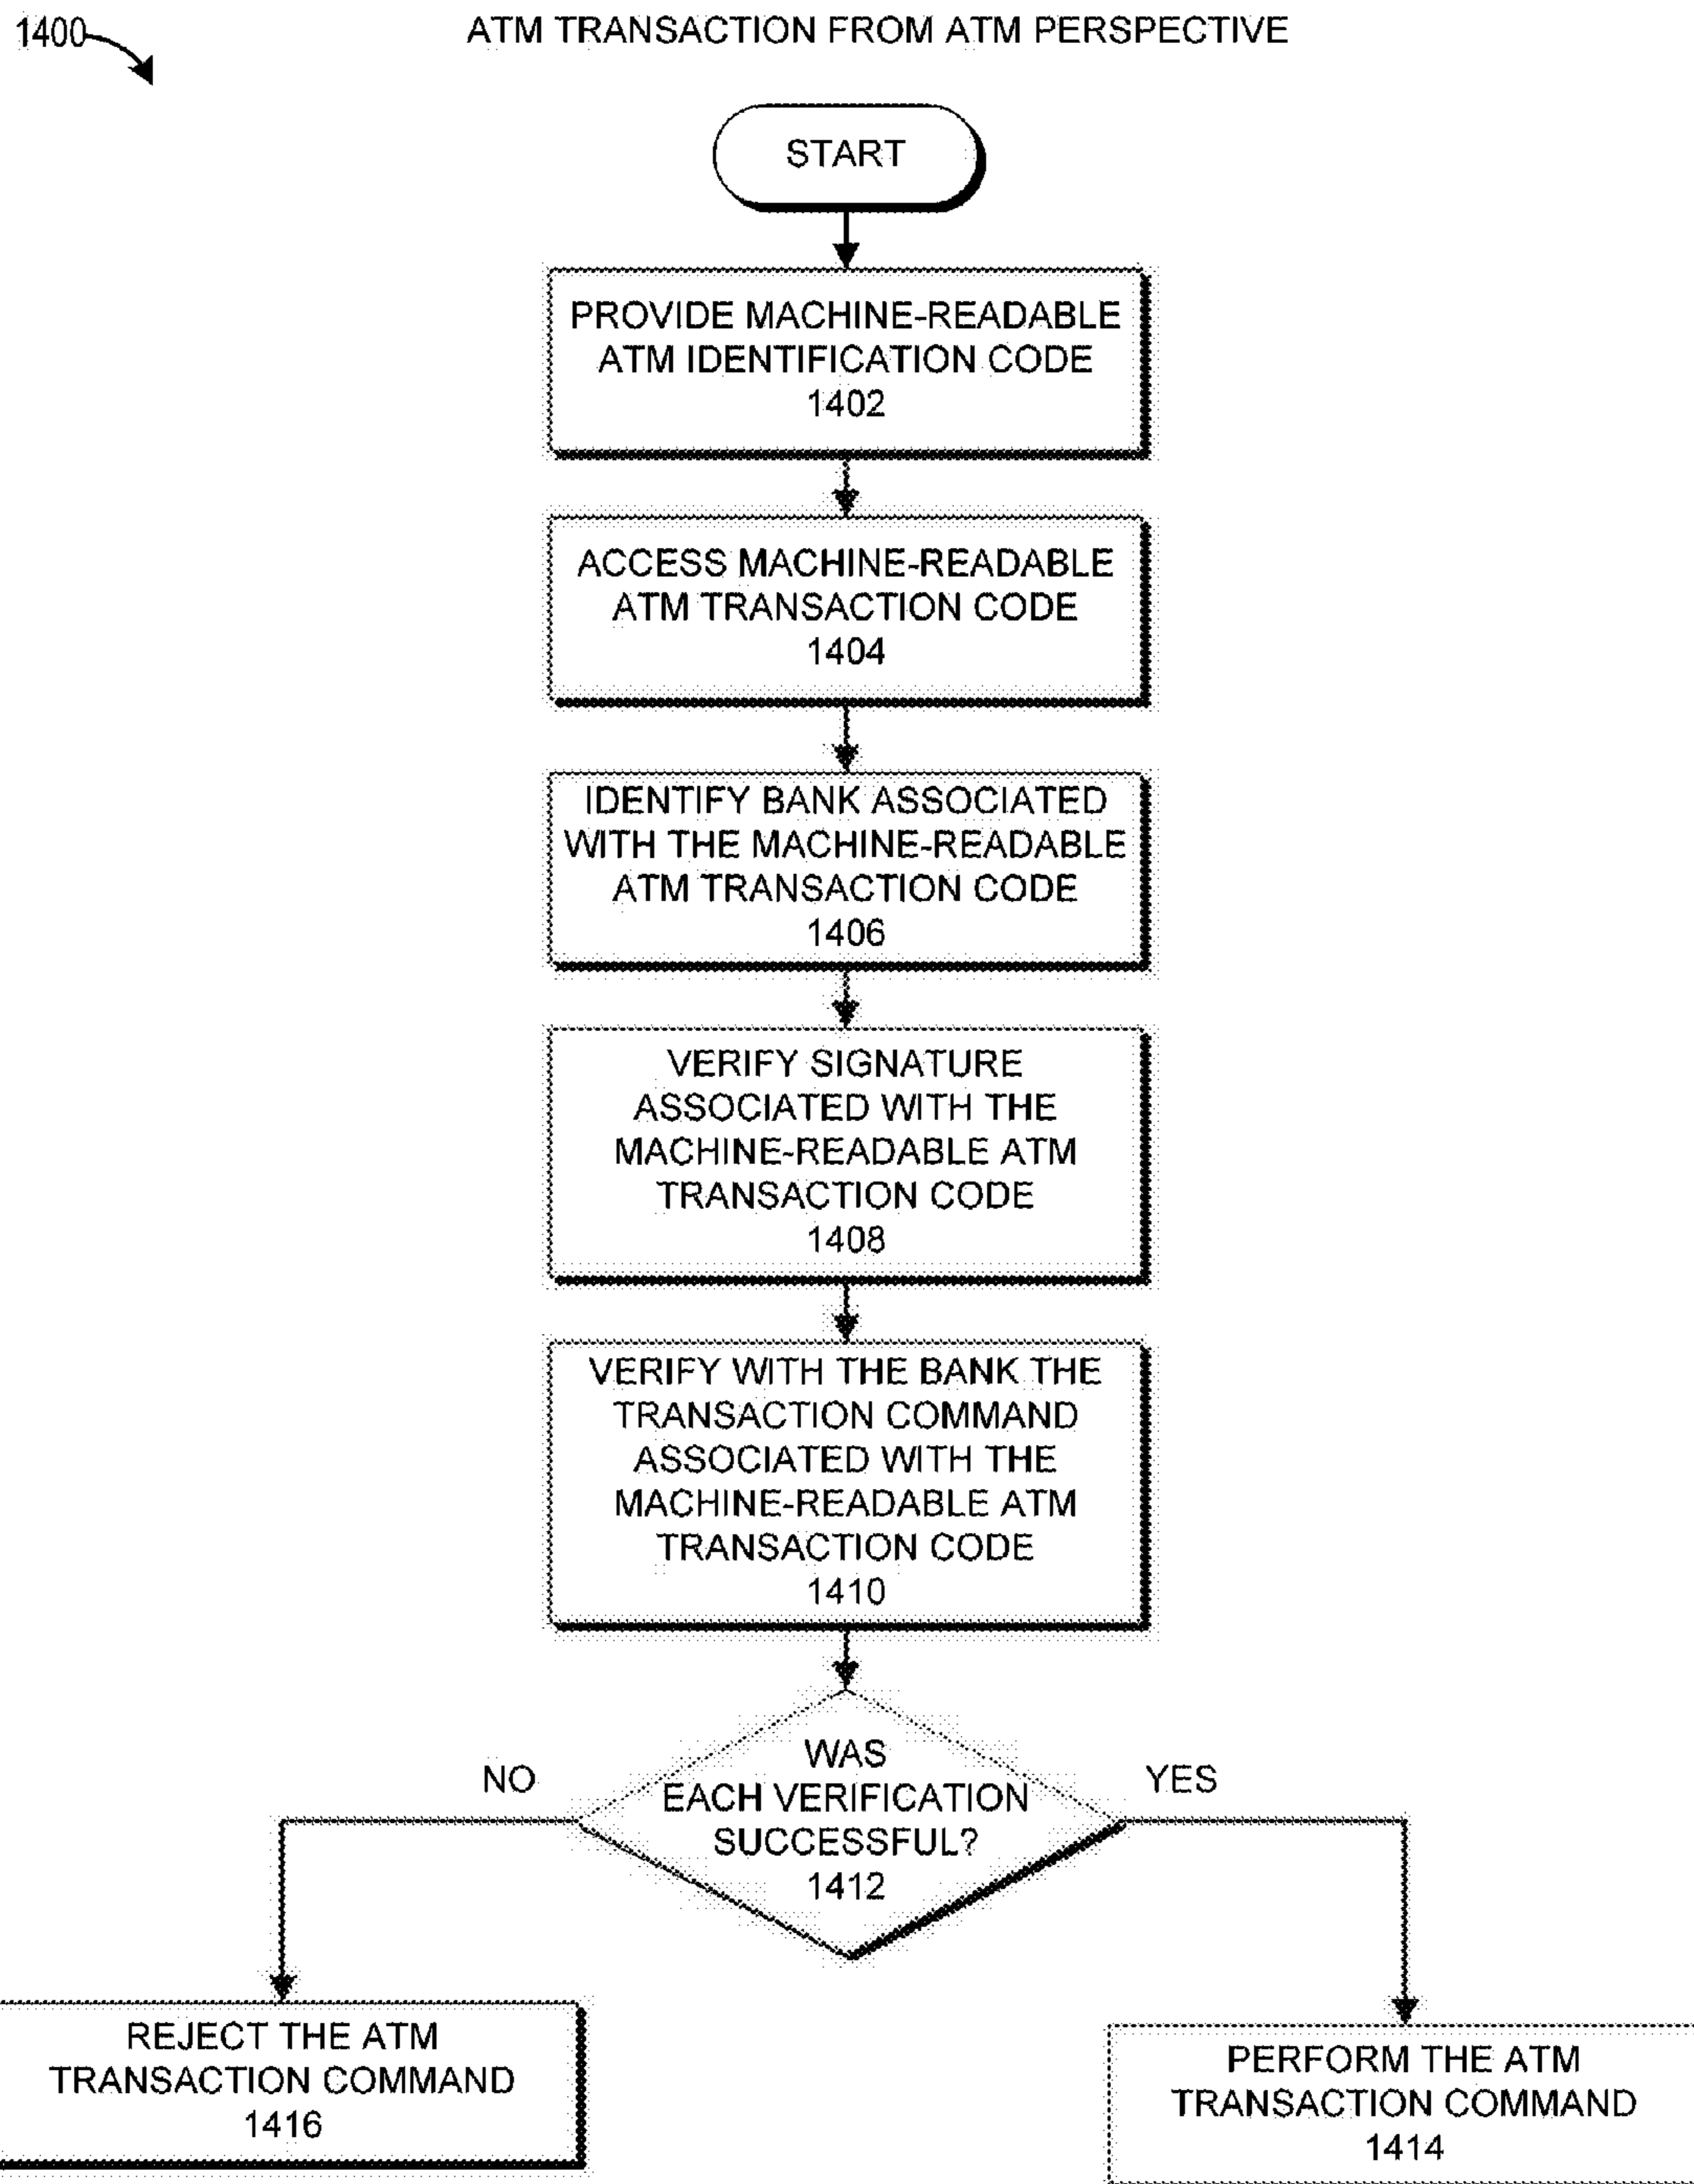 1400
ATM TRANSACTION FROM ATM PERSPECTIVE
START
PROVIDE MACHINE-READABLE
ATM IDENTIFICATION CODE
1402
ACCESS MACHINE-READABLE
ATM TRANSACTION CODE
1404
IDENTIFY BANK ASSOCIATED
WITH THE MACHINE-READABLE
ATM TRANSACTION CODE
1406
VERIFY SIGNATURE
ASSOCIATED WITH THE
MACHINE-READABLE ATM
TRANSACTION CODE
1408
VERIFY WITH THE BANK THE
TRANSACTION COMMAND
ASSOCIATED WITH THE
MACHINE-READABLE ATM
TRANSACTION CODE
1410
WAS
EACH VERIFICATION
SUCCESSFUL?
1412
NO
YES
REJECT THE ATM
TRANSACTION COMMAND
1416
PERFORM THE ATM
TRANSACTION COMMAND
1414